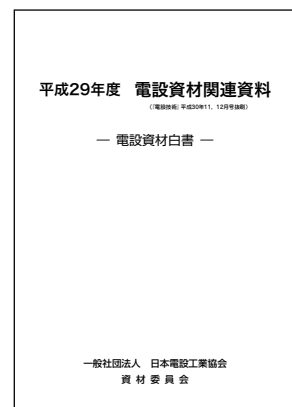 平成29年度 電設資材関連資料
(「電設技術」平成30年11、12月号抜刷)
― 電設資材白書 ―
一般社団法人 日本電設工業協会
資材委員会